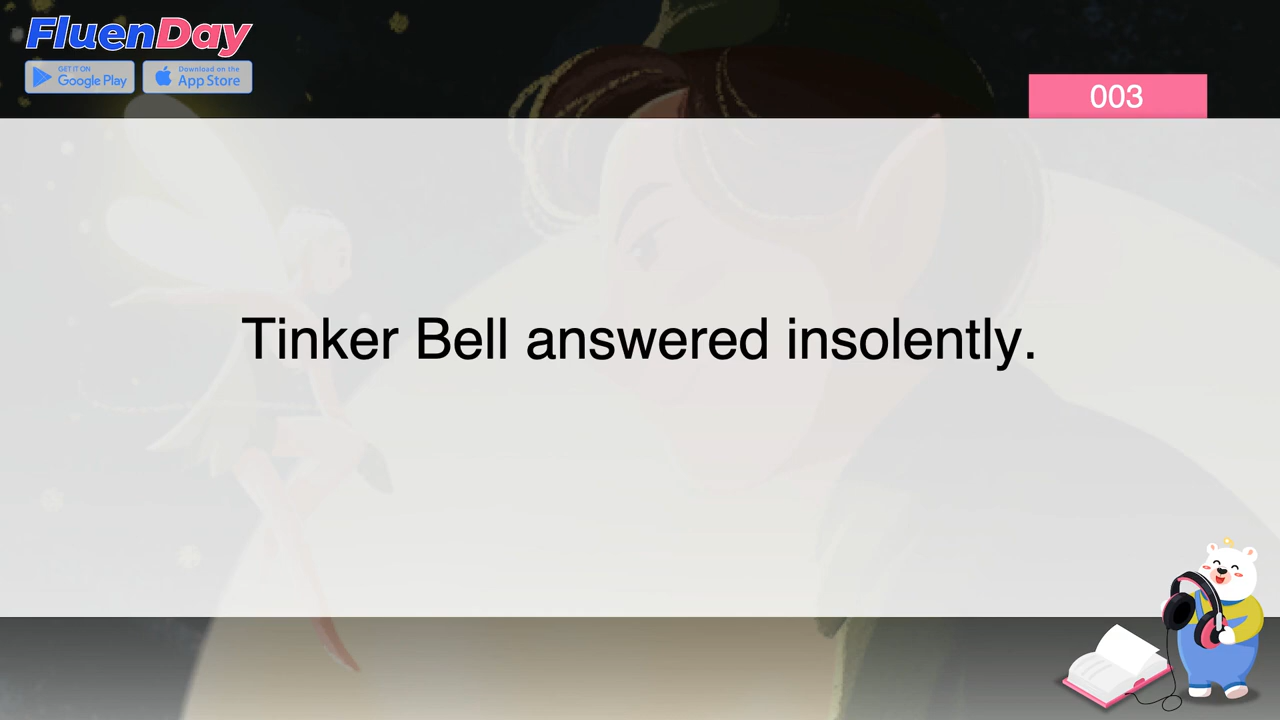 FluenDay
GET IT ON
Google Play
Download on the
App Store
003
Tinker Bell answered insolently.